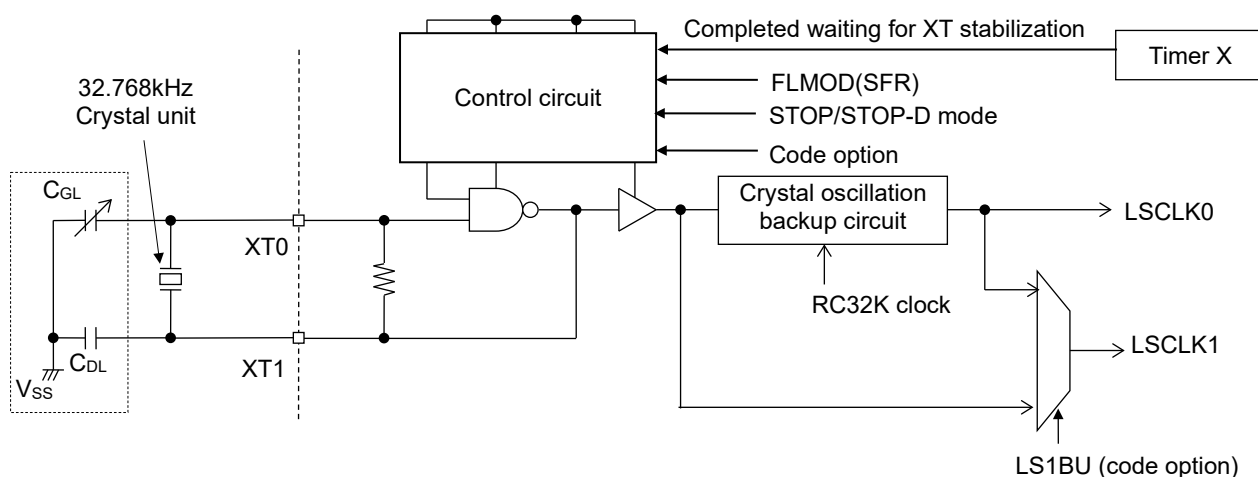 Completed waiting for XT stabilization
Timer X
32.768kHz
Crystal unit
Control circuit
FLMOD(SFR)
STOP/STOP-D mode
Code option
CGL
XT0
Crystal oscillation
backup circuit
LSCLK0
RC32K clock
CDL
XT1
VSS
LSCLK1
LS1BU (code option)